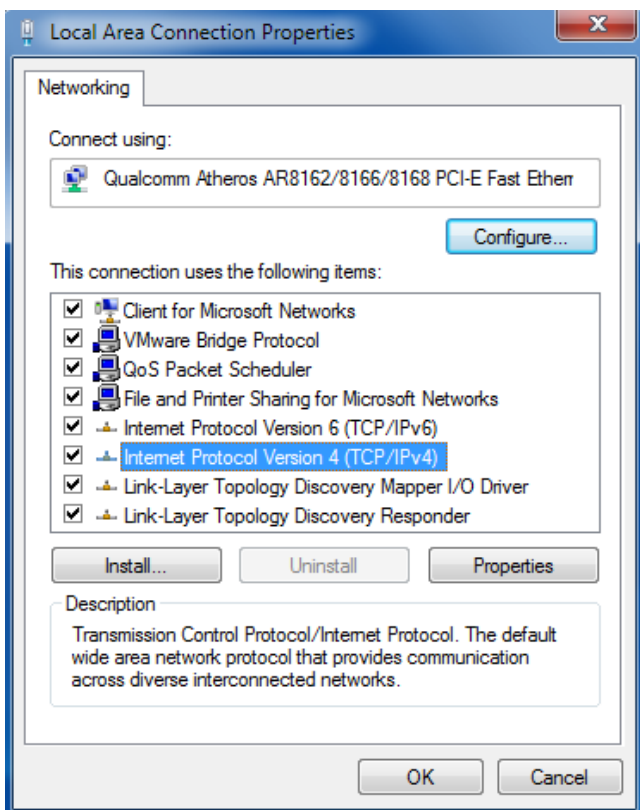 Local Area Connection Properties
Networking
Connect using:
Qualcomm Atheros AR8162/8166/8168 PCI-E Fast Ethern
Configure...
This connection uses the following items:
Client for Microsoft Networks
VMware Bridge Protocol
QoS Packet Scheduler
File and Printer Sharing for Microsoft Networks
Internet Protocol Version 6 (TCP/IPv6)
Internet Protocol Version 4 (TCP/IPv4)
Link-Layer Topology Discovery Mapper I/O Driver
Link-Layer Topology Discovery Responder
Install... Uninstall Properties
Description
Transmission Control Protocol/Internet Protocol. The default
wide area network protocol that provides communication
across diverse interconnected networks.
OK Cancel